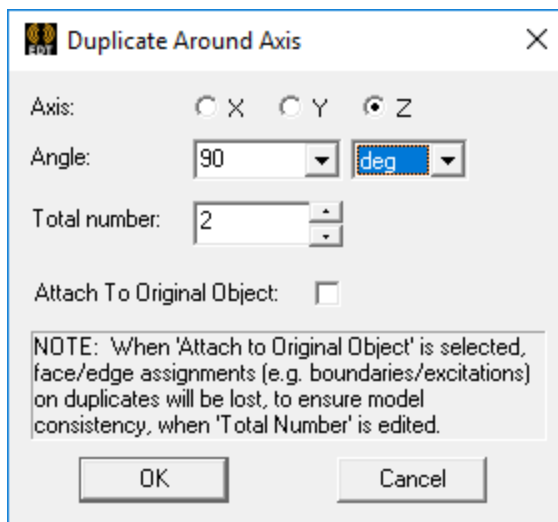 EDT Duplicate Around Axis
Axis: X Y Z
Angle: 90 deg
Total number: 2
Attach To Original Object:
NOTE:  When 'Attach to Original Object' is selected,
face/edge assignments (e.g. boundaries/excitations)
on duplicates will be lost, to ensure model
consistency, when 'Total Number' is edited.
OK Cancel